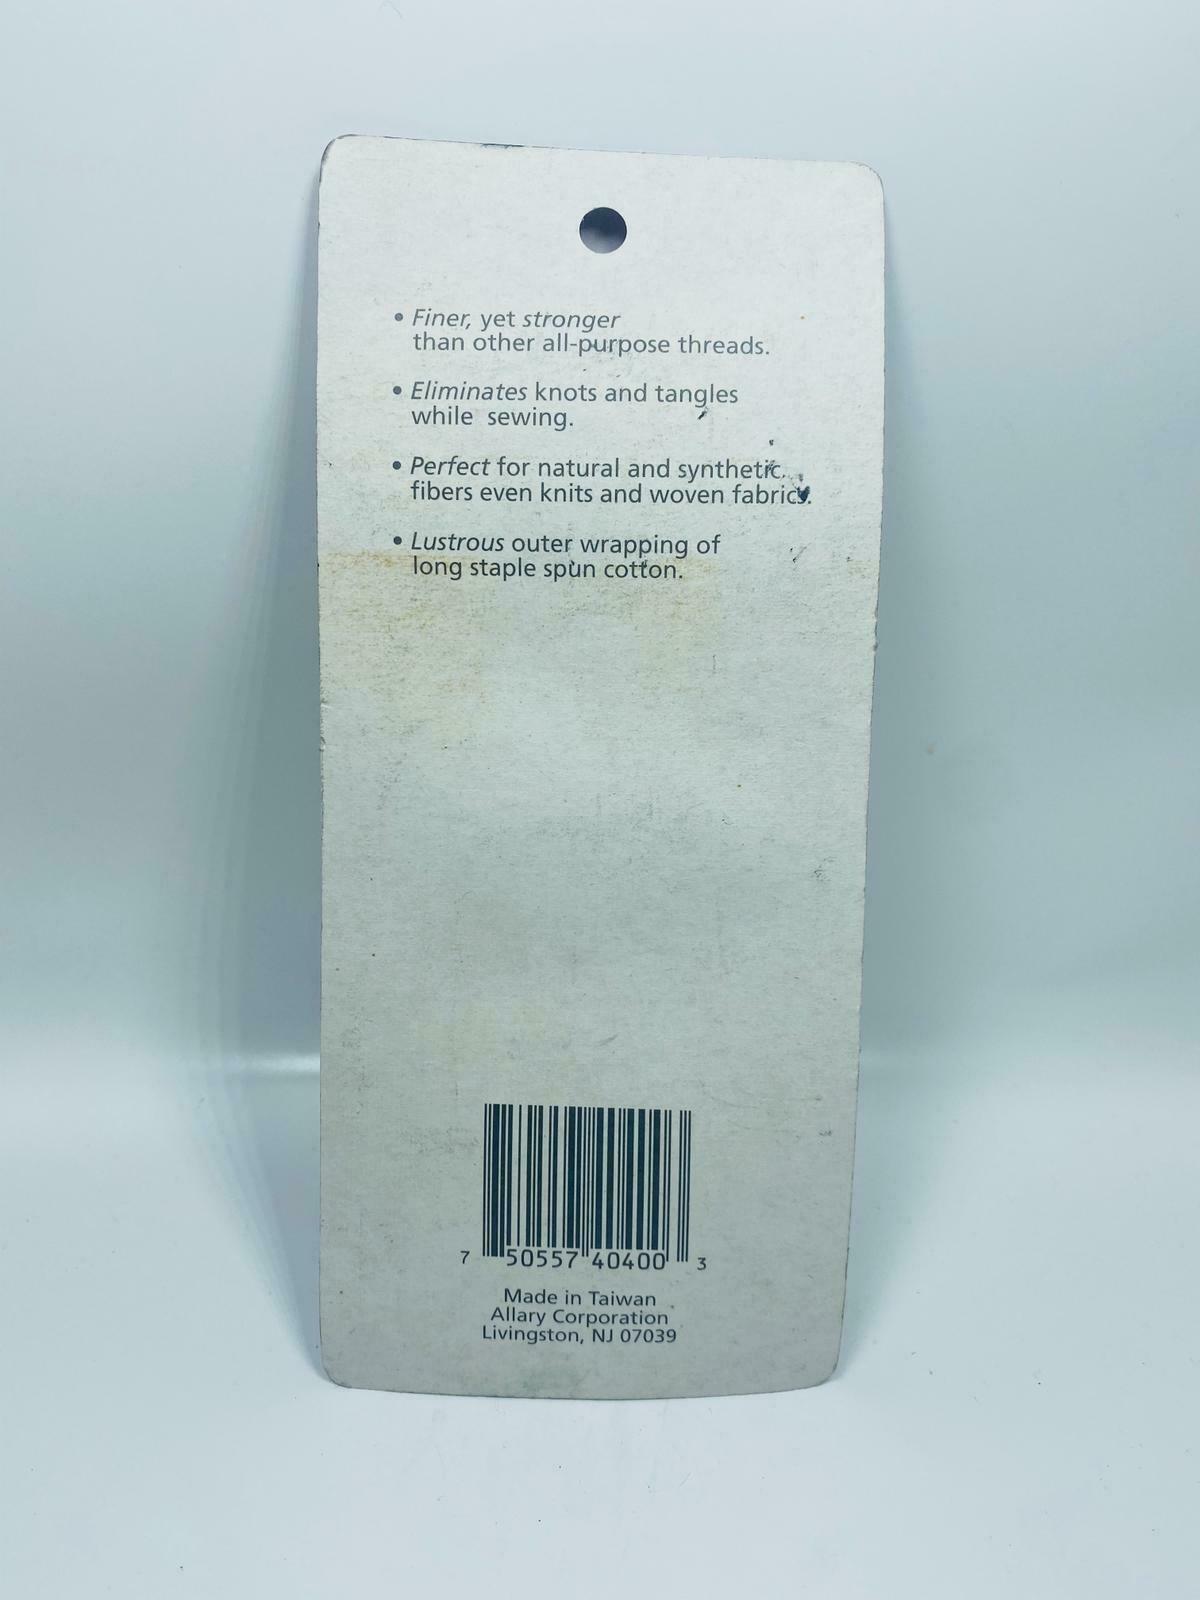 • Finer, yet stronger
than other all-purpose threads.
• Eliminates knots and tangles
while sewing.
• Perfect for natural and synthetic
fibers even knits and woven fabrics.
• Lustrous outer wrapping of
long staple spun cotton.
7 50557 40400 3
Made in Taiwan
Allary Corporation
Livingston, NJ 07039